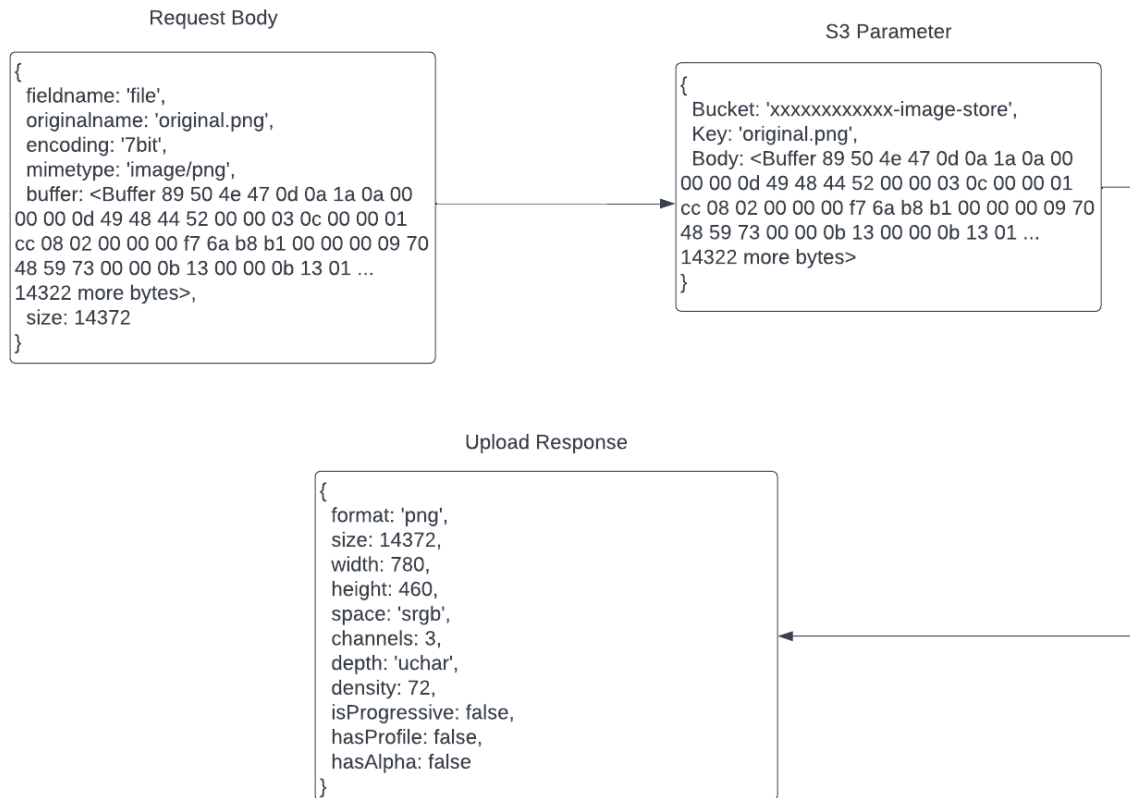 Request Body
{
fieldname: 'file',
originalname: 'original.png',
encoding: '7bit',
mimetype: 'image/png',
buffer: <Buffer 89 50 4e 47 0d 0a 1a 0a 00
00 00 0d 49 48 44 52 00 00 03 0c 00 00 01
cc 08 02 00 00 00 f7 6a b8 b1 00 00 00 09 70
48 59 73 00 00 0b 13 00 00 0b 13 01 ...
14322 more bytes>,
size: 14372
}
S3 Parameter
{
Bucket: 'xxxxxxxxxxxx-image-store',
Key: 'original.png',
Body: <Buffer 89 50 4e 47 0d 0a 1a 0a 00
00 00 0d 49 48 44 52 00 00 03 0c 00 00 01
cc 08 02 00 00 00 f7 6a b8 b1 00 00 00 09 70
48 59 73 00 00 0b 13 00 00 0b 13 01 ...
14322 more bytes>
}
Upload Response
{
format: 'png',
size: 14372,
width: 780,
height: 460,
space: 'srgb',
channels: 3,
depth: 'uchar',
density: 72,
isProgressive: false,
hasProfile: false,
hasAlpha: false
}